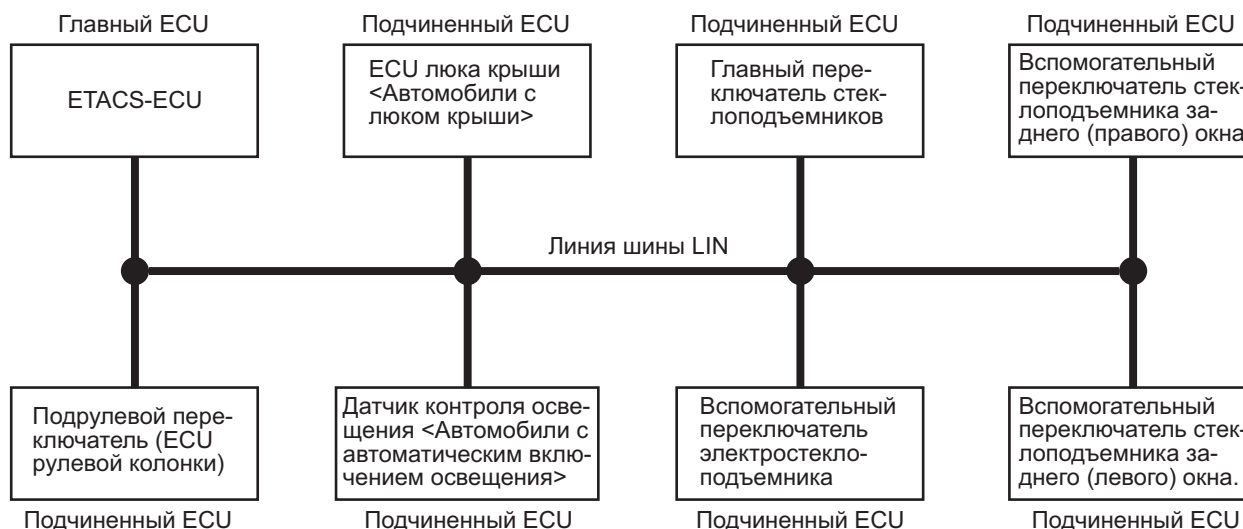 Главный ECU
Подчиненный ECU
Подчиненный ECU
Подчиненный ECU
ETACS-ECU
ECU люка крыши
<Автомобили с
люком крыши>
Главный пере-
ключатель стек-
лоподъемников
Вспомогательный
переключатель стек-
лоподъемника за-
днего (правого) окна
Линия шины LIN
Подрулевой пере-
ключатель (ECU
рулевой колонки)
Датчик контроля осве-
щения <Автомобили с
автоматическим вклю-
чением освещения>
Вспомогательный
переключатель
электростекло-
подъемника
Вспомогательный
переключатель стек-
лоподъемника за-
днего (левого) окна.
Подчиненный ECU
Подчиненный ECU
Подчиненный ECU
Подчиненный ECU